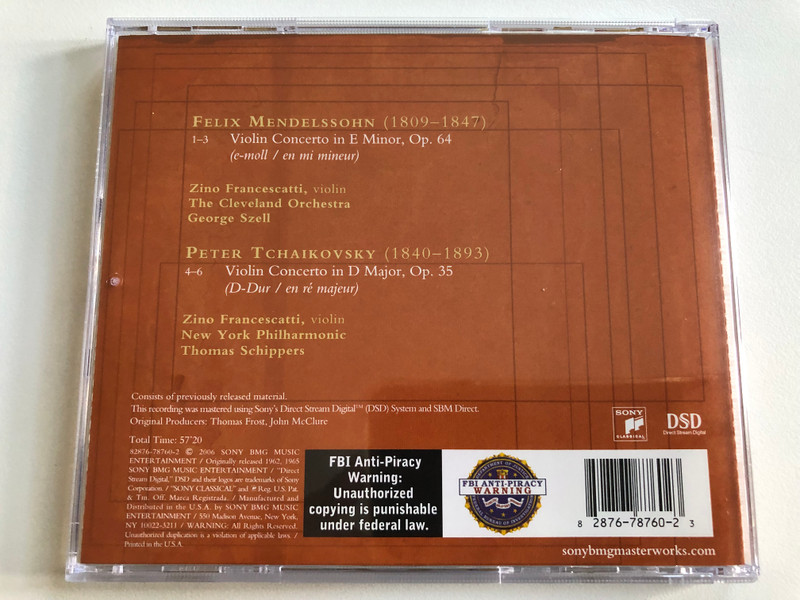 FELIX MENDELSSOHN (1809–1847)
1–3 Violin Concerto in E Minor, Op. 64
(e-moll / en mi mineur)
Zino Francescatti, violin
The Cleveland Orchestra
George Szell
PETER TCHAIKOVSKY (1840–1893)
4–6 Violin Concerto in D Major, Op. 35
(D-Dur / en ré majeur)
Zino Francescatti, violin
New York Philharmonic
Thomas Schippers
Consists of previously released material.
This recording was mastered using Sony's Direct Stream Digital™ (DSD) System and SBM Direct.
Original Producers: Thomas Frost, John McClure
Total Time: 57'20
82876-78760-2 ℗ 2006 SONY BMG MUSIC
ENTERTAINMENT / Originally released 1962, 1965
SONY BMG MUSIC ENTERTAINMENT / "Direct
Stream Digital," DSD and their logos are trademarks of Sony
Corporation. / "SONY CLASSICAL" and Reg. U.S. Pat.
& Tm. Off. Marca Registrada. / Manufactured and
Distributed in the U.S.A. by SONY BMG MUSIC
ENTERTAINMENT / 550 Madison Avenue, New York,
NY 10022-3211 / WARNING: All Rights Reserved.
Unauthorized duplication is a violation of applicable laws. /
Printed in the U.S.A.
FBI Anti-Piracy
Warning:
Unauthorized
copying is punishable
under federal law.
DEPARTMENT OF JUSTICE
FBI ANTI-PIRACY
WARNING
BUREAU OF INVESTIGATION
SONY
CLASSICAL
DSD
Direct Stream Digital
8 2876-78760-2 3
sonybmgmasterworks.com